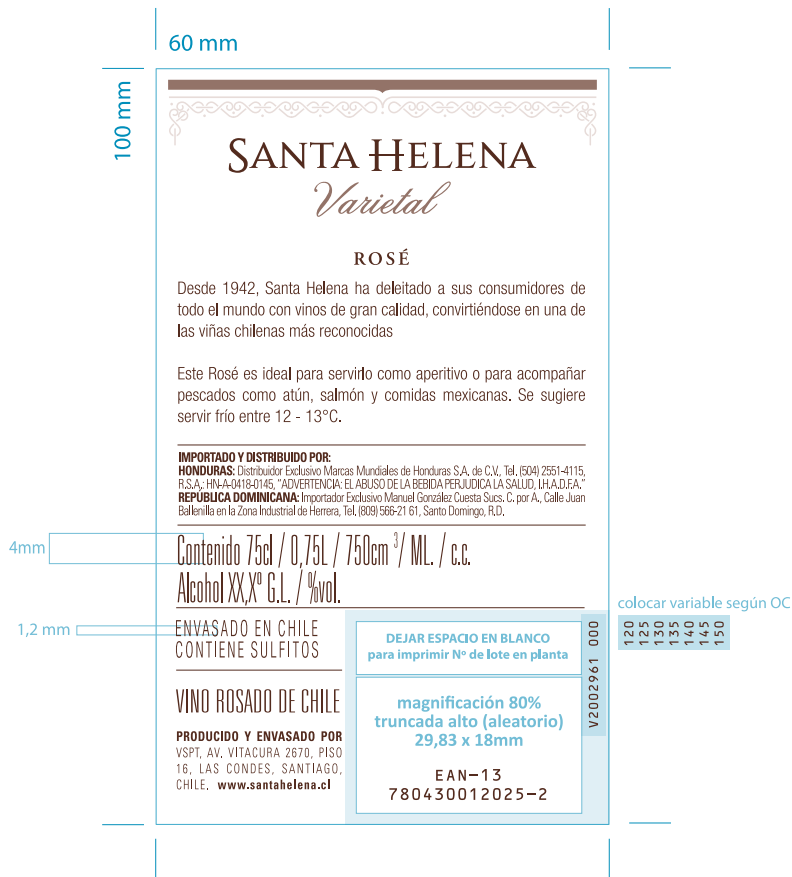 60 mm
100 mm
SANTA HELENA
Varietal
ROSÉ
Desde 1942, Santa Helena ha deleitado a sus consumidores de
todo el mundo con vinos de gran calidad, convirtiéndose en una de
las viñas chilenas más reconocidas
Este Rosé es ideal para servirlo como aperitivo o para acompañar
pescados como atún, salmón y comidas mexicanas. Se sugiere
servir frío entre 12 - 13°C.
IMPORTADO Y DISTRIBUIDO POR:
HONDURAS: Distribuidor Exclusivo Marcas Mundiales de Honduras S.A. de C.V., Tel. (504) 2551-4115,
R.S.A,: HN-A-0418-0145, "ADVERTENCIA: EL ABUSO DE LA BEBIDA PERJUDICA LA SALUD, I.H.A.D.F.A."
REPÚBLICA DOMINICANA: Importador Exclusivo Manuel González Cuesta Sucs. C. por A., Calle Juan
Ballenilla en la Zona Industrial de Herrera, Tel. (809) 566-21 61, Santo Domingo, R.D.
4mm
Contenido 75cl / 0,75L / 750cm 3/ ML. / c.c.
Alcohol XX,Xº G.L. / %vol.
1,2 mm
ENVASADO EN CHILE
CONTIENE SULFITOS
VINO ROSADO DE CHILE
PRODUCIDO Y ENVASADO POR
VSPT, AV. VITACURA 2670, PISO
16, LAS CONDES, SANTIAGO,
CHILE. www.santahelena.cl
DEJAR ESPACIO EN BLANCO
para imprimir Nº de lote en planta
magnificación 80%
truncada alto (aleatorio)
29,83 x 18mm
EAN-13
780430012025-2
V2002961 000
colocar variable según OC
120
125
130
135
140
145
150